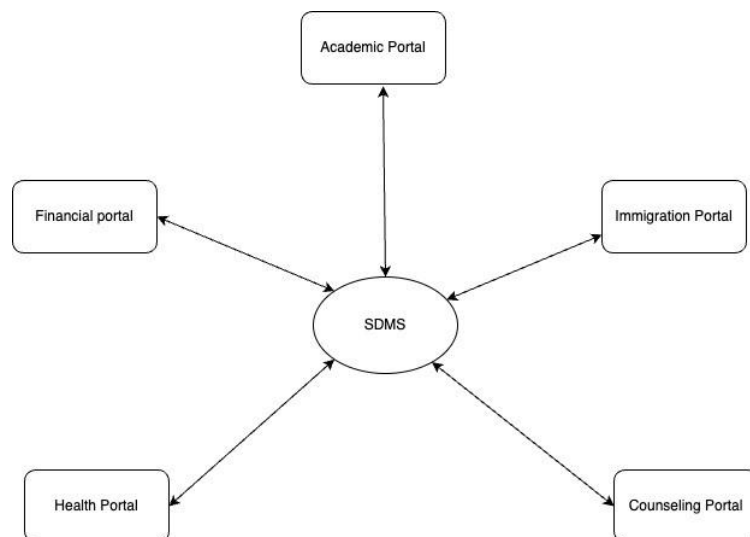 Academic Portal
Financial portal
Immigration Portal
SDMS
Health Portal
Counseling Portal